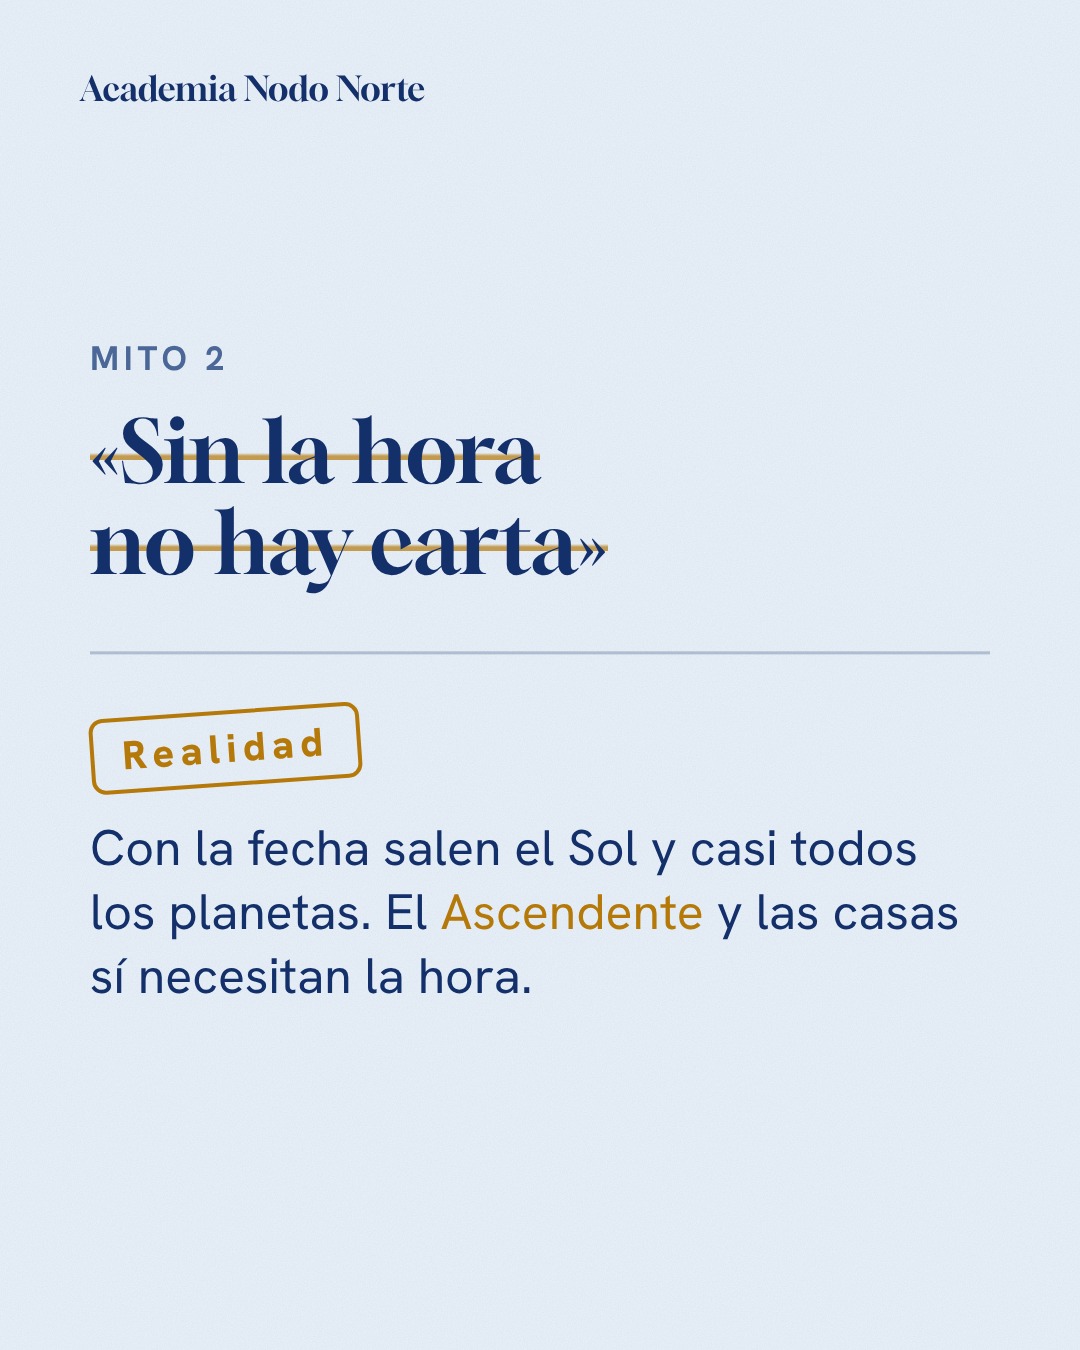 Academia Nodo Norte
MITO 2
«Sin la hora
no hay carta»
Realidad
Con la fecha salen el Sol y casi todos
los planetas. El Ascendente y las casas
sí necesitan la hora.